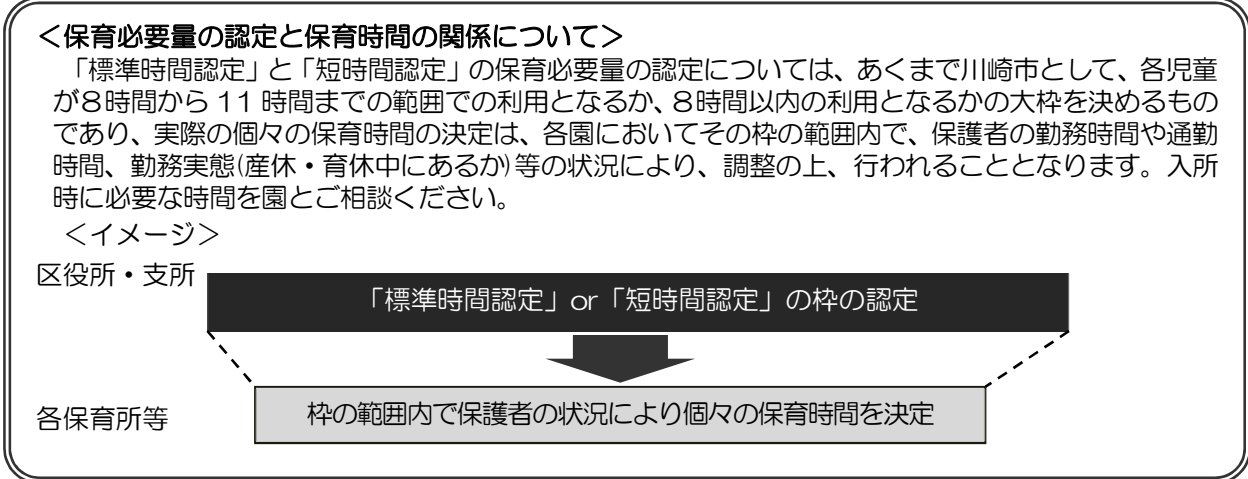 ＜保育必要量の認定と保育時間の関係について＞
「標準時間認定」と「短時間認定」の保育必要量の認定については、あくまで川崎市として、各児童
が８時間から 11 時間までの範囲での利用となるか、８時間以内の利用となるかの大枠を決めるもの
であり、実際の個々の保育時間の決定は、各園においてその枠の範囲内で、保護者の勤務時間や通勤
時間、勤務実態(産休・育休中にあるか)等の状況により、調整の上、行われることとなります。入所
時に必要な時間を園とご相談ください。
＜イメージ＞
区役所・支所
「標準時間認定」or「短時間認定」の枠の認定
各保育所等
枠の範囲内で保護者の状況により個々の保育時間を決定